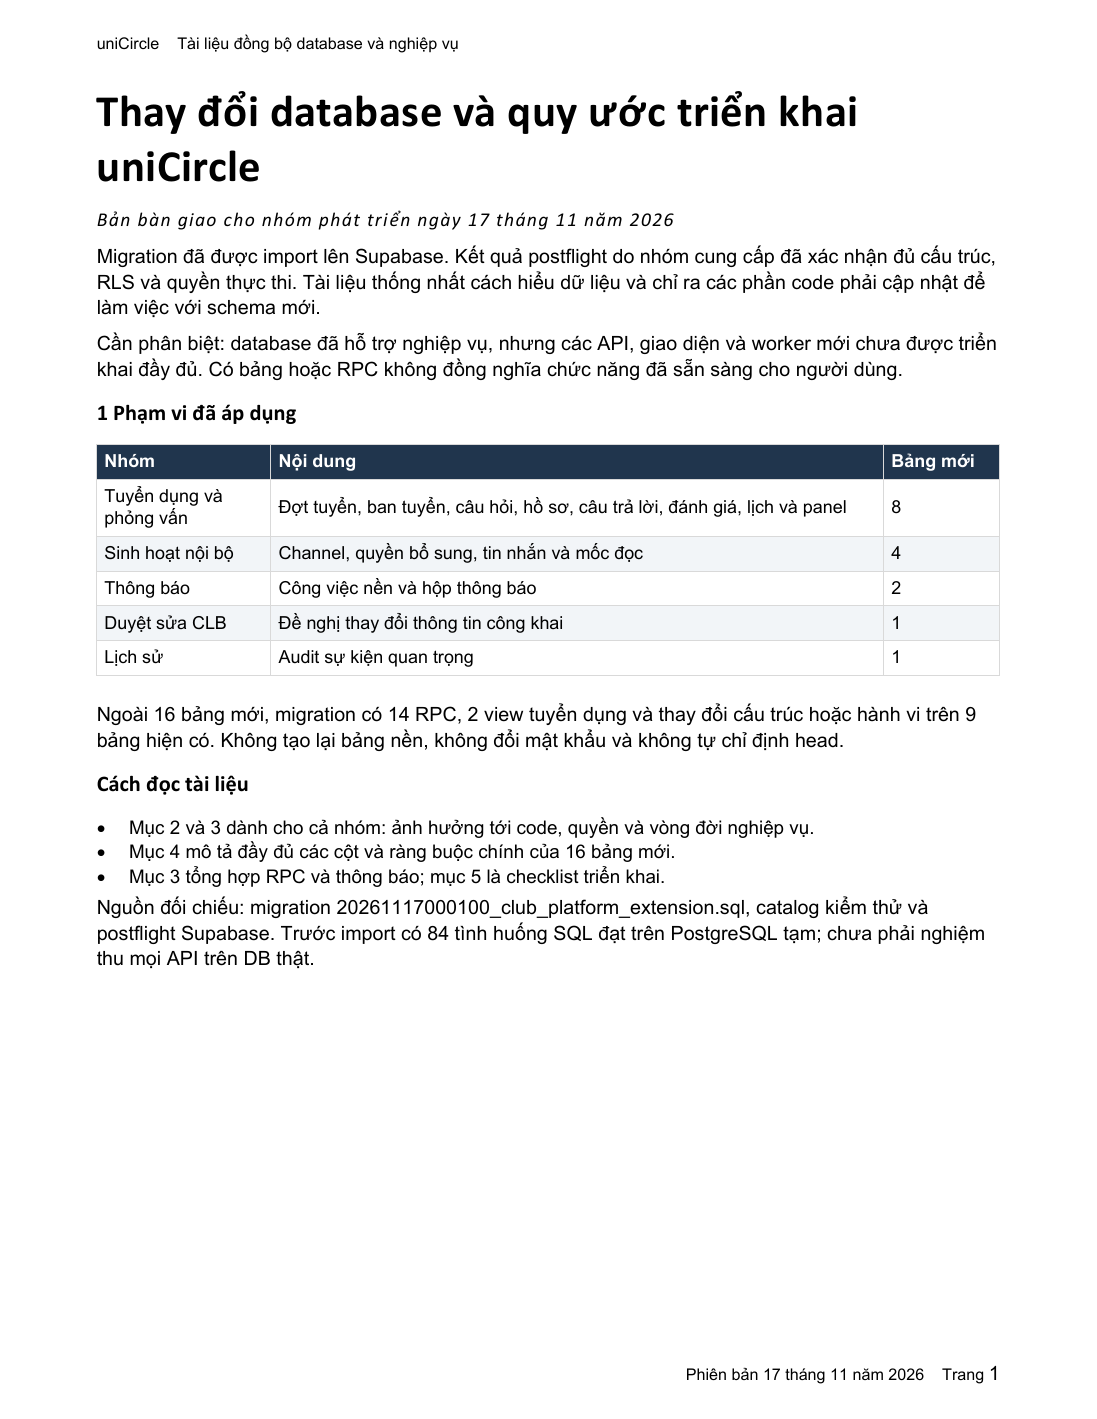 uniCircle Tài liệu đồng bộ database và nghiệp vụ
Thay đổi database và quy ước triển khai
uniCircle
Bản bàn giao cho nhóm phát triển ngày 17 tháng 11 năm 2026
Migration đã được import lên Supabase. Kết quả postflight do nhóm cung cấp đã xác nhận đủ cấu trúc,
RLS và quyền thực thi. Tài liệu thống nhất cách hiểu dữ liệu và chỉ ra các phần code phải cập nhật để
làm việc với schema mới.
Cần phân biệt: database đã hỗ trợ nghiệp vụ, nhưng các API, giao diện và worker mới chưa được triển
khai đầy đủ. Có bảng hoặc RPC không đồng nghĩa chức năng đã sẵn sàng cho người dùng.
1 Phạm vi đã áp dụng
Nhóm Nội dung Bảng mới
Tuyển dụng và
phỏng vấn
Đợt tuyển, ban tuyển, câu hỏi, hồ sơ, câu trả lời, đánh giá, lịch và panel 8
Sinh hoạt nội bộ Channel, quyền bổ sung, tin nhắn và mốc đọc 4
Thông báo Công việc nền và hộp thông báo 2
Duyệt sửa CLB Đề nghị thay đổi thông tin công khai 1
Lịch sử Audit sự kiện quan trọng 1
Ngoài 16 bảng mới, migration có 14 RPC, 2 view tuyển dụng và thay đổi cấu trúc hoặc hành vi trên 9
bảng hiện có. Không tạo lại bảng nền, không đổi mật khẩu và không tự chỉ định head.
Cách đọc tài liệu
• Mục 2 và 3 dành cho cả nhóm: ảnh hưởng tới code, quyền và vòng đời nghiệp vụ.
• Mục 4 mô tả đầy đủ các cột và ràng buộc chính của 16 bảng mới.
• Mục 3 tổng hợp RPC và thông báo; mục 5 là checklist triển khai.
Nguồn đối chiếu: migration 20261117000100_club_platform_extension.sql, catalog kiểm thử và
postflight Supabase. Trước import có 84 tình huống SQL đạt trên PostgreSQL tạm; chưa phải nghiệm
thu mọi API trên DB thật.
Phiên bản 17 tháng 11 năm 2026 Trang 1